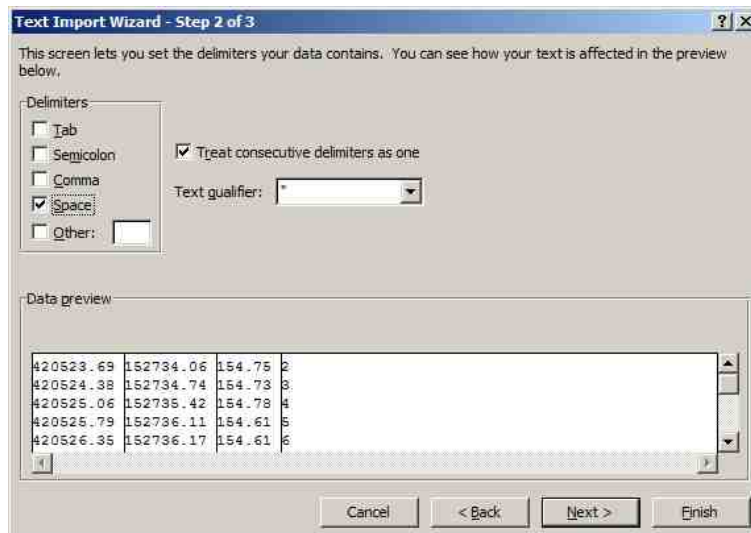 Text Import Wizard - Step 2 of 3
This screen lets you set the delimiters your data contains. You can see how your text is affected in the preview
below.
Delimiters
Tab
Semicolon
Comma
Space
Other:
Treat consecutive delimiters as one
Text qualifier: "
Data preview
420523.69 152734.06 154.75 2
420524.38 152734.74 154.73 3
420525.06 152735.42 154.78 4
420525.79 152736.11 154.61 5
420526.35 152736.17 154.61 6
Cancel < Back Next > Finish